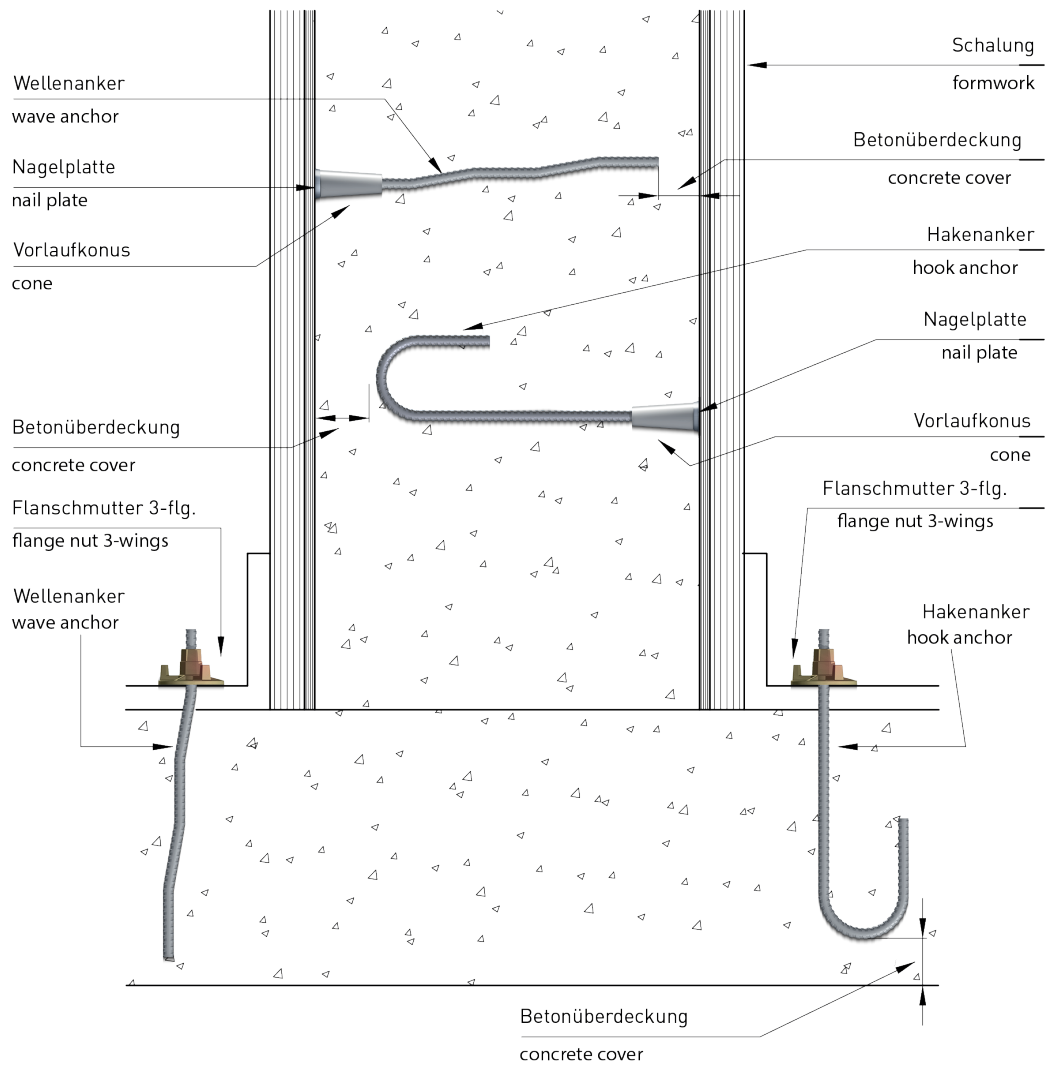 Wellenanker
wave anchor
Nagelplatte
nail plate
Vorlaufkonus
cone
Betonüberdeckung
concrete cover
Flanschmutter 3-flg.
flange nut 3-wings
Wellenanker
wave anchor
Schalung
formwork
Betonüberdeckung
concrete cover
Hakenanker
hook anchor
Nagelplatte
nail plate
Vorlaufkonus
cone
Flanschmutter 3-flg.
flange nut 3-wings
Hakenanker
hook anchor
Betonüberdeckung
concrete cover